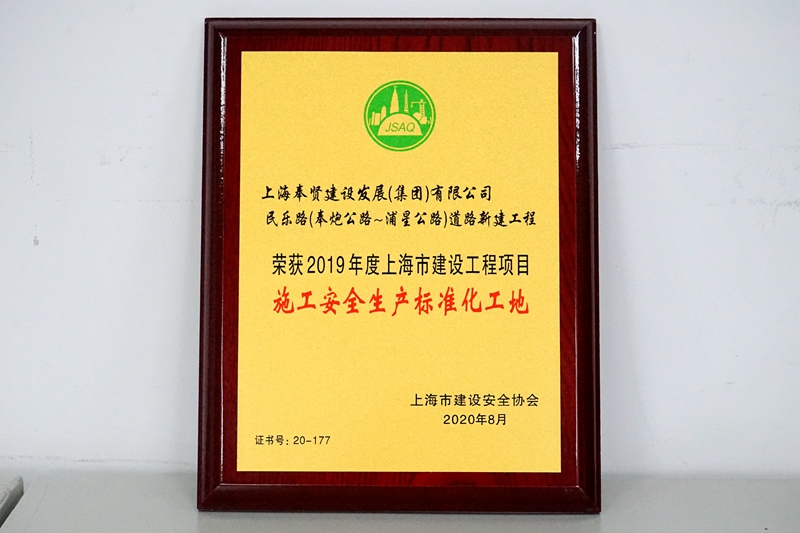 JSAQ
上海奉贤建设发展(集团)有限公司
民乐路(奉炮公路~浦星公路)道路新建工程
荣获2019年度上海市建设工程项目
施工安全生产标准化工地
上海市建设安全协会
2020年8月
证书号：20-177